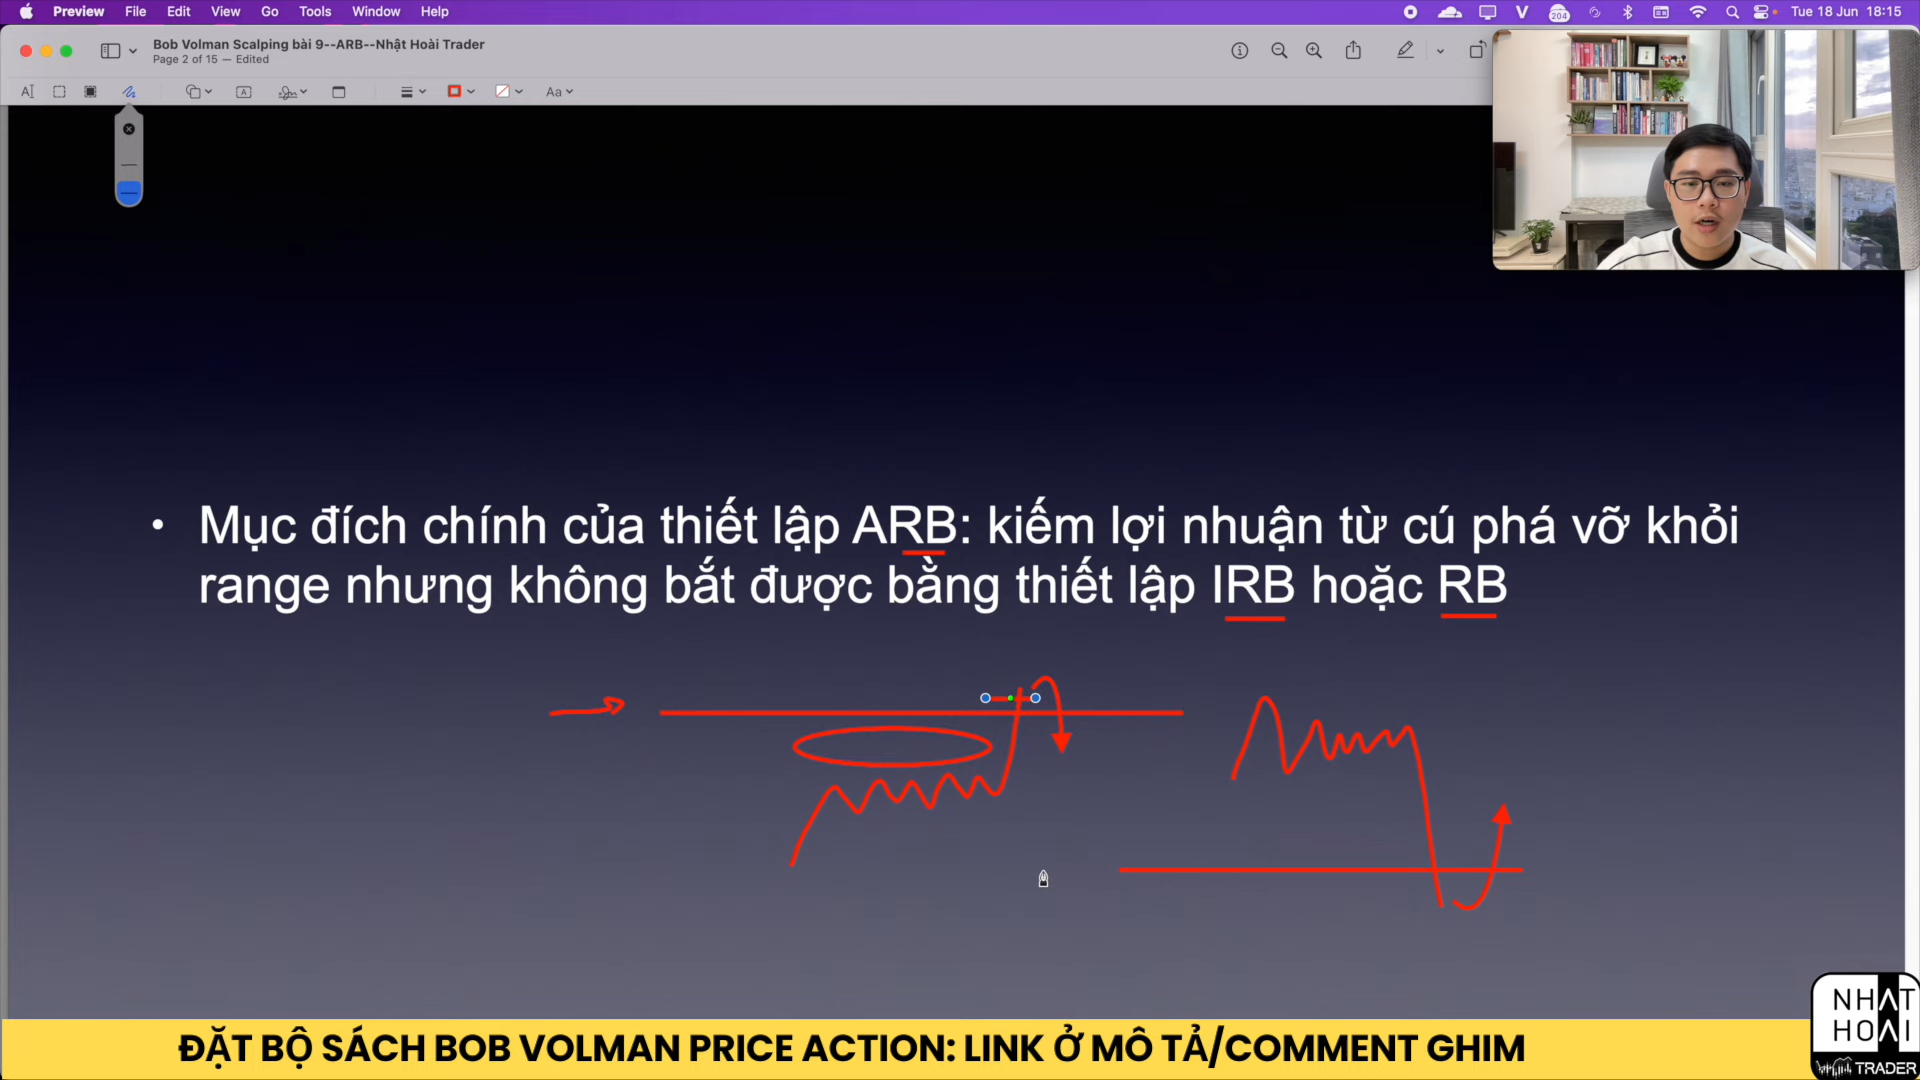 Preview File Edit View Go Tools Window Help
204 Tue 18 Jun 18:15
Bob Volman Scalping bài 9--ARB--Nhật Hoài Trader
Page 2 of 15 — Edited
Aa
• Mục đích chính của thiết lập ARB: kiếm lợi nhuận từ cú phá vỡ khỏi
range nhưng không bắt được bằng thiết lập IRB hoặc RB
ĐẶT BỘ SÁCH BOB VOLMAN PRICE ACTION: LINK Ở MÔ TẢ/COMMENT GHIM
NHẬT
HOÀI
TRADER